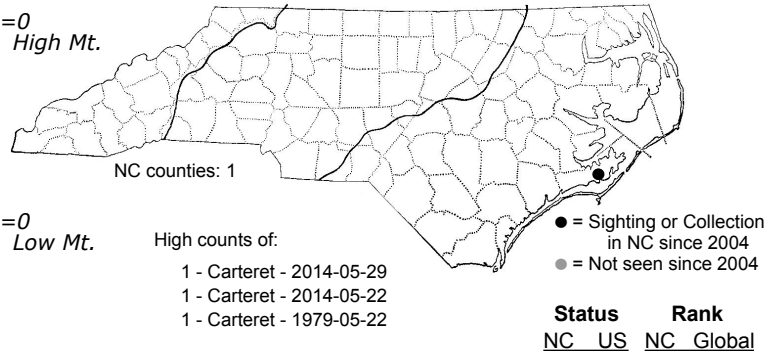 =0
High Mt.
NC counties: 1
=0
Low Mt.
High counts of:
1 - Carteret - 2014-05-29
1 - Carteret - 2014-05-22
1 - Carteret - 1979-05-22
● = Sighting or Collection
in NC since 2004
● = Not seen since 2004
Status Rank
NC US NC Global